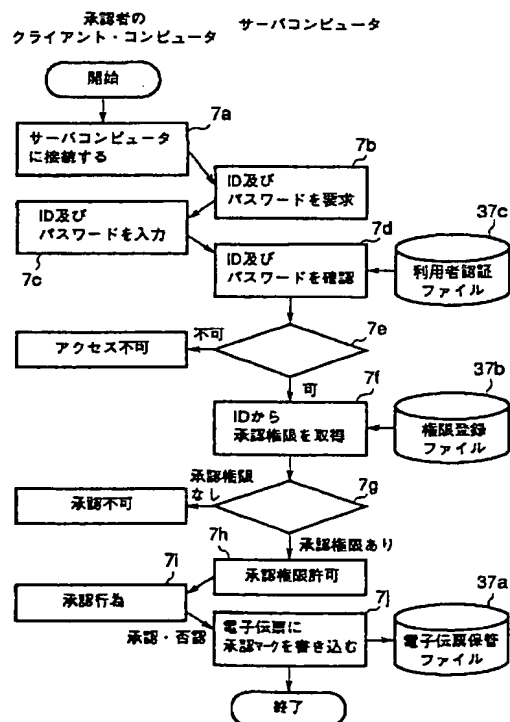 承認者の
クライアント・コンピュータ
サーバコンピュータ
開始
7a
サーバコンピュータ
に接続する
7b
ID及び
パスワードを要求
ID及び
パスワードを入力
7c
7d
ID及び
パスワードを確認
37c
利用者認証
ファイル
7e
不可
アクセス不可
可
7f
IDから
承認権限を取得
37b
権限登録
ファイル
承認権限
なし
7g
承認不可
7h
承認権限あり
承認権限許可
7i
承認行為
承認・否認
7j
電子伝票に
承認マークを書き込む
37a
電子伝票保管
ファイル
終了